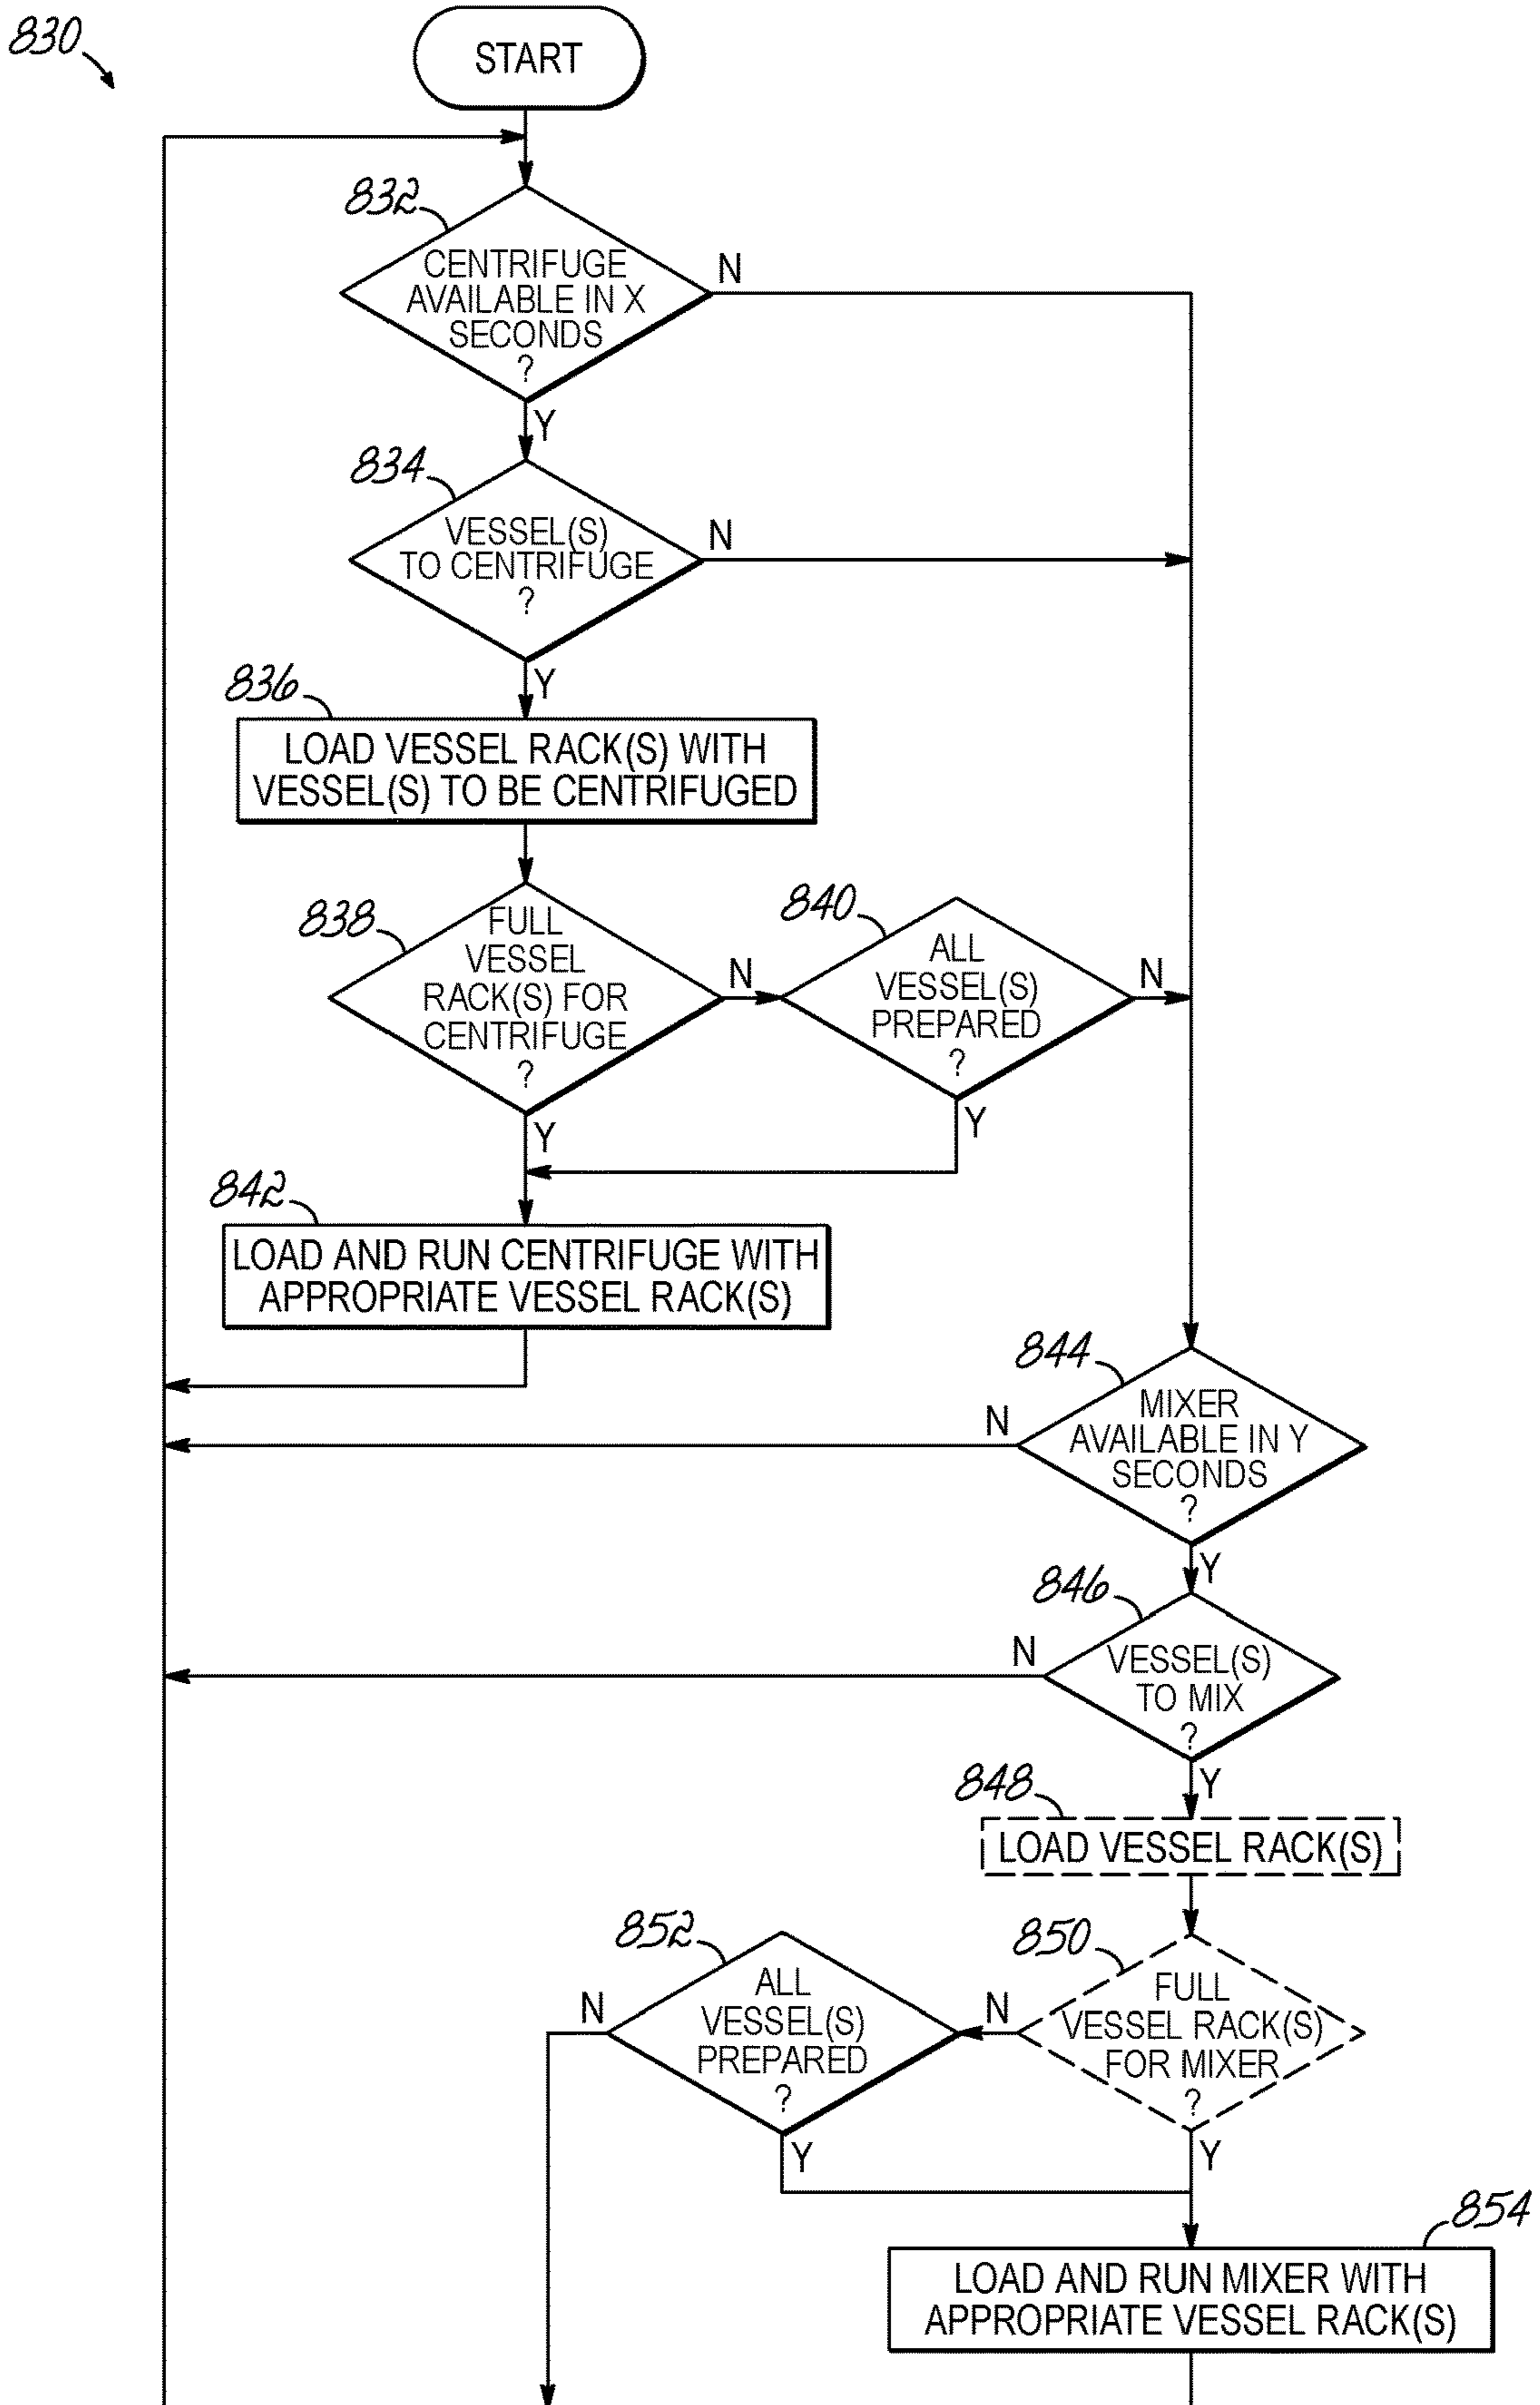 830
START
832
CENTRIFUGE
AVAILABLE IN X
SECONDS
?
N
Y
834
VESSEL(S)
TO CENTRIFUGE
?
N
Y
836
LOAD VESSEL RACK(S) WITH
VESSEL(S) TO BE CENTRIFUGED
838
FULL
VESSEL
RACK(S) FOR
CENTRIFUGE
?
N
Y
840
ALL
VESSEL(S)
PREPARED
?
N
Y
842
LOAD AND RUN CENTRIFUGE WITH
APPROPRIATE VESSEL RACK(S)
844
MIXER
AVAILABLE IN Y
SECONDS
?
N
Y
846
VESSEL(S)
TO MIX
?
N
Y
848
LOAD VESSEL RACK(S)
850
FULL
VESSEL RACK(S)
FOR MIXER
?
N
Y
852
ALL
VESSEL(S)
PREPARED
?
N
Y
854
LOAD AND RUN MIXER WITH
APPROPRIATE VESSEL RACK(S)